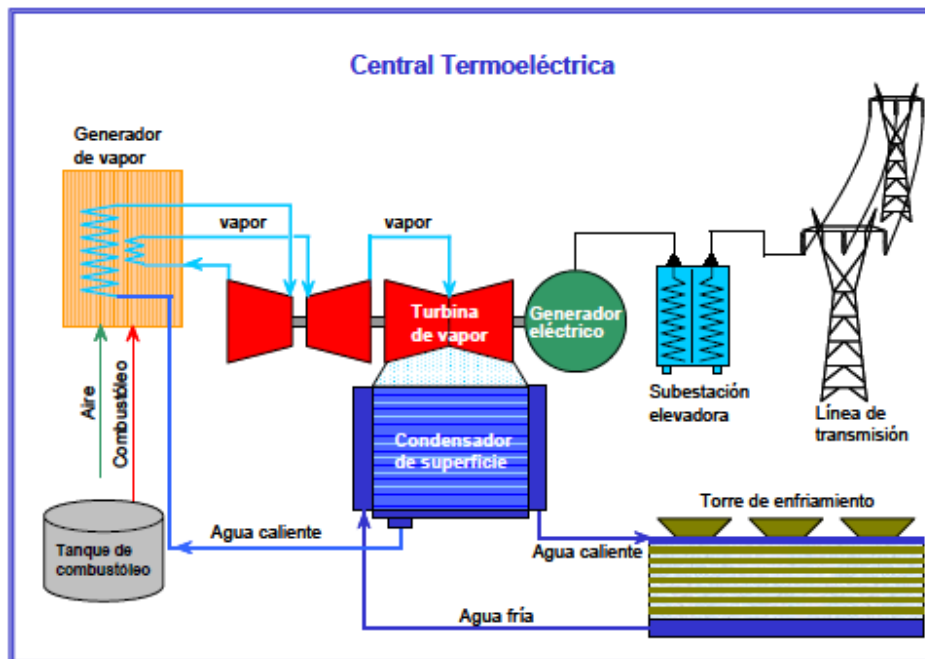 Central Termoeléctrica
Generador
de vapor
vapor
vapor
Turbina
de vapor
Generador
eléctrico
Subestación
elevadora
Línea de
transmisión
Aire
Combustóleo
Condensador
de superficie
Torre de enfriamiento
Tanque de
combustóleo
Agua caliente
Agua caliente
Agua fría